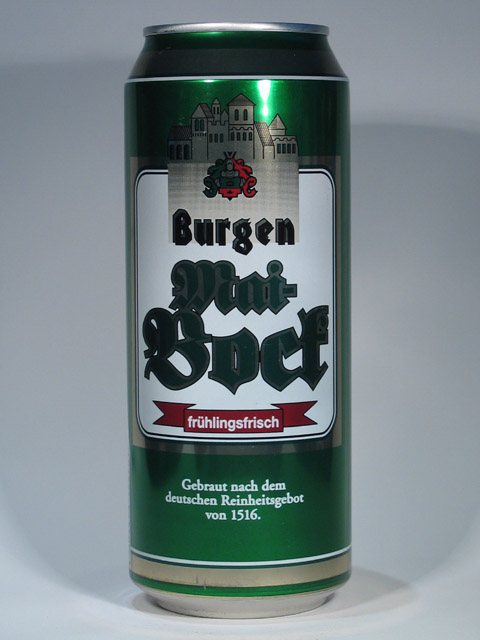 Burgen
Mai-
Bock
frühlingsfrisch
Gebraut nach dem
deutschen Reinheitsgebot
von 1516.